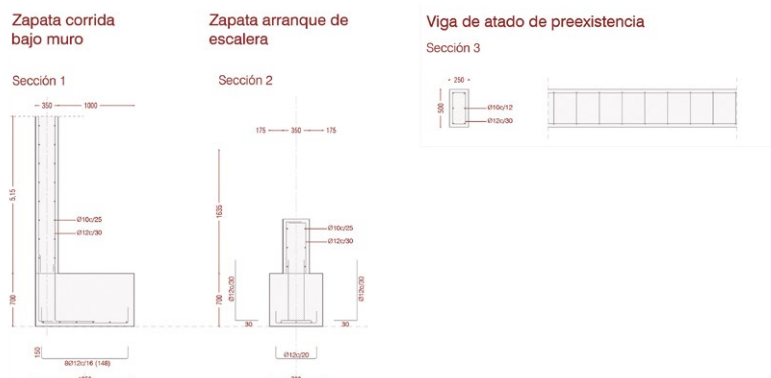 Zapata corrida
bajo muro
Sección 1
350
1000
5,15
Ø10c/25
Ø12c/30
700
150
8Ø12c/16 (148)
Zapata arranque de
escalera
Sección 2
175
350
175
1635
Ø10c/25
Ø12c/30
Ø12c/30
Ø12c/30
700
30
30
Ø12c/20
Viga de atado de preexistencia
Sección 3
250
500
Ø10c/12
Ø12c/30